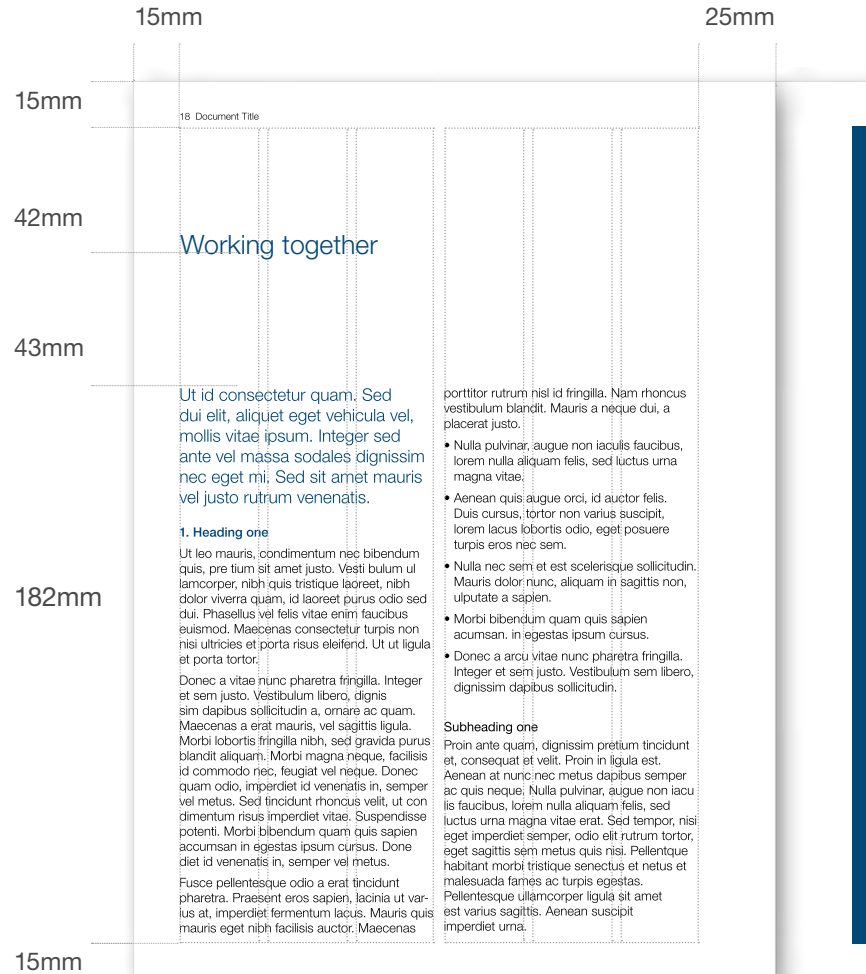 15mm
25mm
15mm
18 Document Title
42mm
Working together
43mm
Ut id consectetur quam. Sed
dui elit, aliquet eget vehicula vel,
mollis vitae ipsum. Integer sed
ante vel massa sodales dignissim
nec eget mi. Sed sit amet mauris
vel justo rutrum venenatis.
1. Heading one
Ut leo mauris, condimentum nec bibendum
quis, pre tium sit amet justo. Vesti bulum ul
lamcorper, nibh quis tristique laoreet, nibh
dolor viverra quam, id laoreet purus odio sed
dui. Phasellus vel felis vitae enim faucibus
euismod. Maecenas consectetur turpis non
nisi ultricies et porta risus eleifend. Ut ut ligula
et porta tortor.
Donec a vitae nunc pharetra fringilla. Integer
et sem justo. Vestibulum libero, dignis
sim dapibus sollicitudin a, ornare ac quam.
Maecenas a erat mauris, vel sagittis ligula.
Morbi lobortis fringilla nibh, sed gravida purus
blandit aliquam. Morbi magna neque, facilisis
id commodo nec, feugiat vel neque. Donec
quam odio, imperdiet id venenatis in, semper
vel metus. Sed tincidunt rhoncus velit, ut con
dimentum risus imperdiet vitae. Suspendisse
potenti. Morbi bibendum quam quis sapien
accumsan in egestas ipsum cursus. Done
diet id venenatis in, semper vel metus.
Fusce pellentesque odio a erat tincidunt
pharetra. Praesent eros sapien, lacinia ut var-
ius at, imperdiet fermentum lacus. Mauris quis
mauris eget nibh facilisis auctor. Maecenas
porttitor rutrum nisl id fringilla. Nam rhoncus
vestibulum blandit. Mauris a neque dui, a
placerat justo.
• Nulla pulvinar, augue non iaculis faucibus,
lorem nulla aliquam felis, sed luctus urna
magna vitae.
• Aenean quis augue orci, id auctor felis.
Duis cursus, tortor non varius suscipit,
lorem lacus lobortis odio, eget posuere
turpis eros nec sem.
• Nulla nec sem et est scelerisque sollicitudin.
Mauris dolor nunc, aliquam in sagittis non,
ulputate a sapien.
• Morbi bibendum quam quis sapien
acumsan. in egestas ipsum cursus.
• Donec a arcu vitae nunc pharetra fringilla.
Integer et sem justo. Vestibulum sem libero,
dignissim dapibus sollicitudin.
Subheading one
Proin ante quam, dignissim pretium tincidunt
et, consequat et velit. Proin in ligula est.
Aenean at nunc nec metus dapibus semper
ac quis neque. Nulla pulvinar, augue non iacu
lis faucibus, lorem nulla aliquam felis, sed
luctus urna magna vitae erat. Sed tempor, nisi
eget imperdiet semper, odio elit rutrum tortor,
eget sagittis sem metus quis nisi. Pellentque
habitant morbi tristique senectus et netus et
malesuada fames ac turpis egestas.
Pellentesque ullamcorper ligula sit amet
est varius sagittis. Aenean suscipit
imperdiet urna.
182mm
15mm